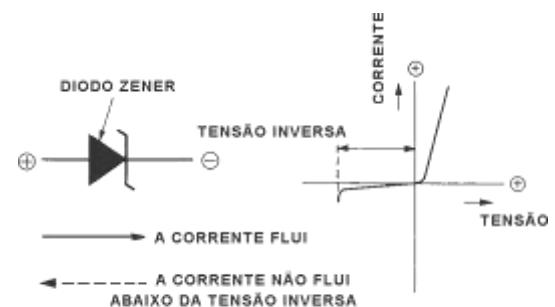 DIODO ZENER
+
−
CORRENTE
+
TENSÃO INVERSA
+
TENSÃO
A CORRENTE FLUI
A CORRENTE NÃO FLUI
ABAIXO DA TENSÃO INVERSA